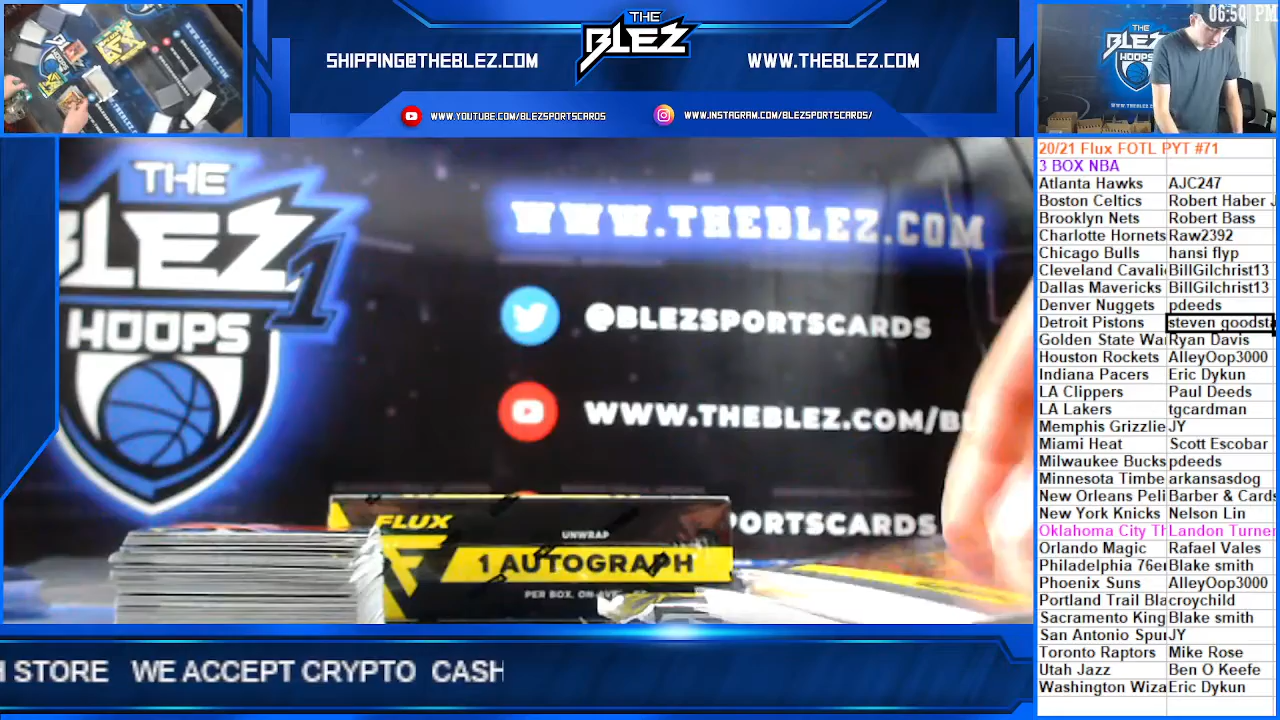 THE
BLEZ
SHIPPING@THEBLEZ.COM
WWW.THEBLEZ.COM
WWW.YOUTUBE.COM/BLEZSPORTSCARDS
WWW.INSTAGRAM.COM/BLEZSPORTSCARDS/
06:50 PM
THE
BLEZ
HOOPS
THE
BLEZ1
HOOPS
WWW.THEBLEZ.COM
@BLEZSPORTSCARDS
WWW.THEBLEZ.COM/BL
PORTSCARDS
FLUX
UNWRAP
1 AUTOGRAPH
PER BOX, ON
H STORE WE ACCEPT CRYPTO CASH
20/21 Flux FOTL PYT #71
3 BOX NBA
Atlanta Hawks AJC247
Boston Celtics Robert Haber J
Brooklyn Nets Robert Bass
Charlotte Hornets Raw2392
Chicago Bulls hansi flyp
Cleveland Cavali BillGilchrist13
Dallas Mavericks BillGilchrist13
Denver Nuggets pdeeds
Detroit Pistons steven goodsta
Golden State Wa Ryan Davis
Houston Rockets AlleyOop3000
Indiana Pacers Eric Dykun
LA Clippers Paul Deeds
LA Lakers tgcardman
Memphis Grizzlie JY
Miami Heat Scott Escobar
Milwaukee Bucks pdeeds
Minnesota Timbe arkansasdog
New Orleans Peli Barber & Cards
New York Knicks Nelson Lin
Oklahoma City Th Landon Turner
Orlando Magic Rafael Vales
Philadelphia 76e Blake smith
Phoenix Suns AlleyOop3000
Portland Trail Bla croychild
Sacramento King Blake smith
San Antonio Spu JY
Toronto Raptors Mike Rose
Utah Jazz Ben O Keefe
Washington Wiza Eric Dykun